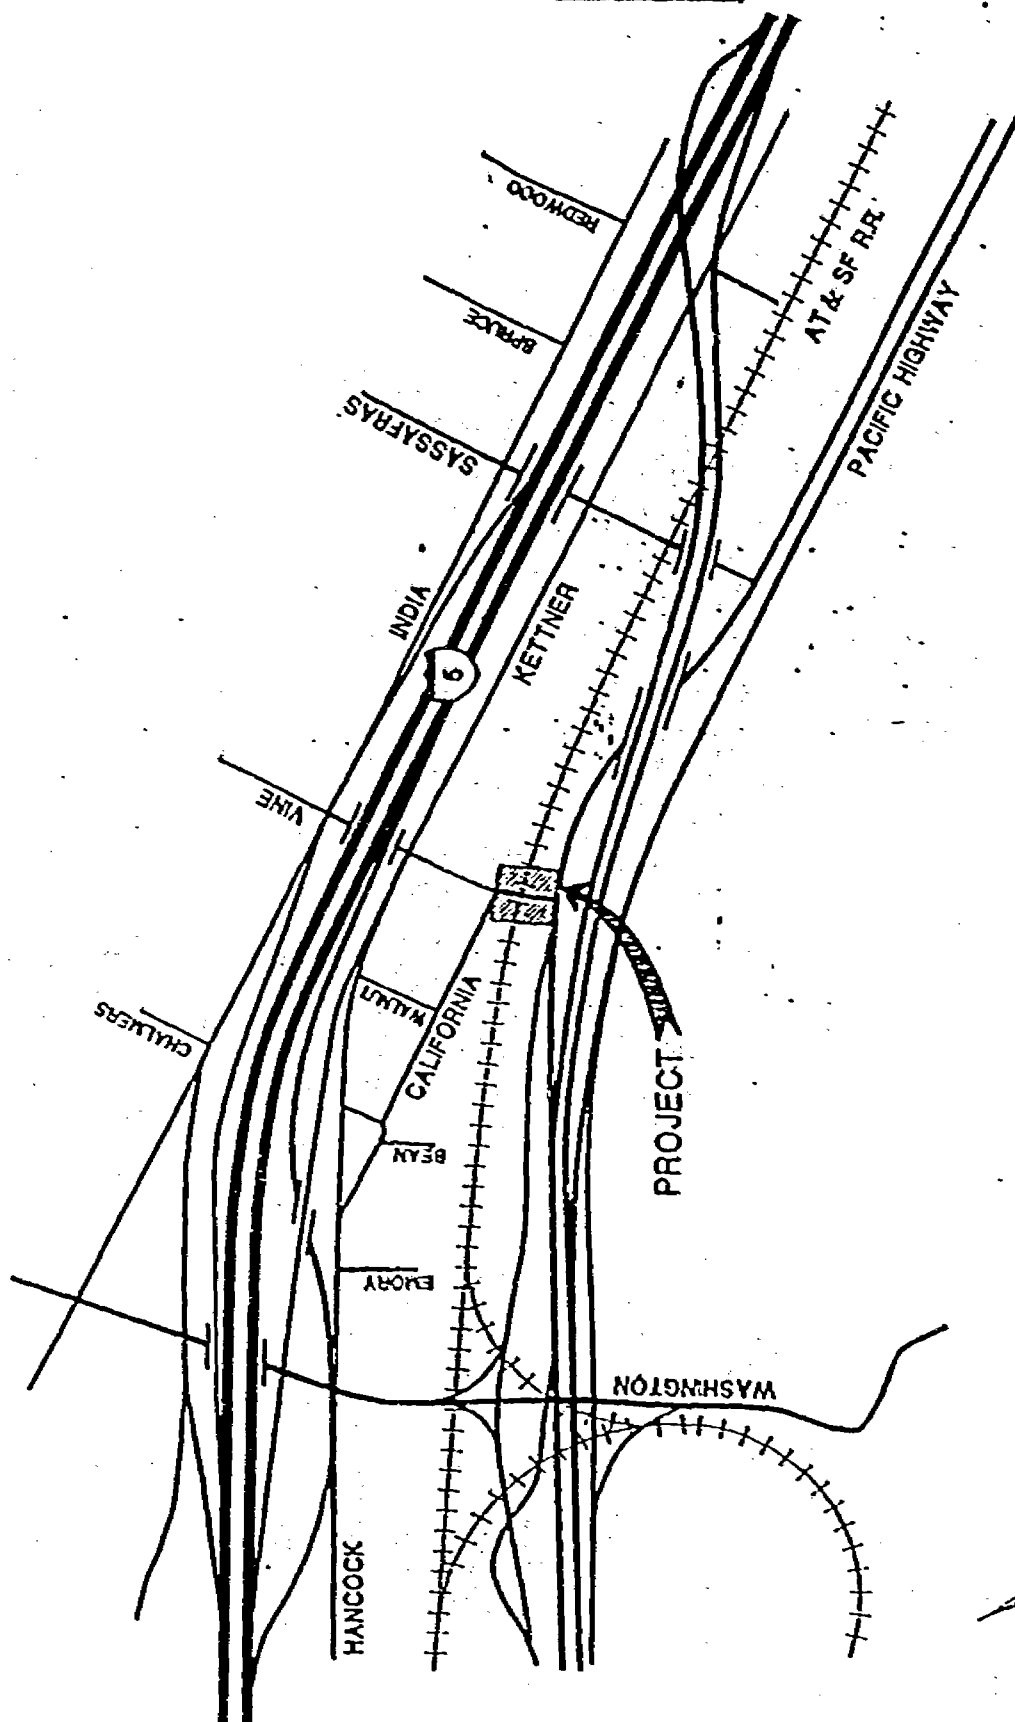 REDWOOD
SPRUCE
SASSAFRAS
AT & SF R.R.
PACIFIC HIGHWAY
INDIA
KETTNER
5
VINE
CHALMERS
WALNUT
CALIFORNIA
BEAN
PROJECT
EMORY
WASHINGTON
HANCOCK